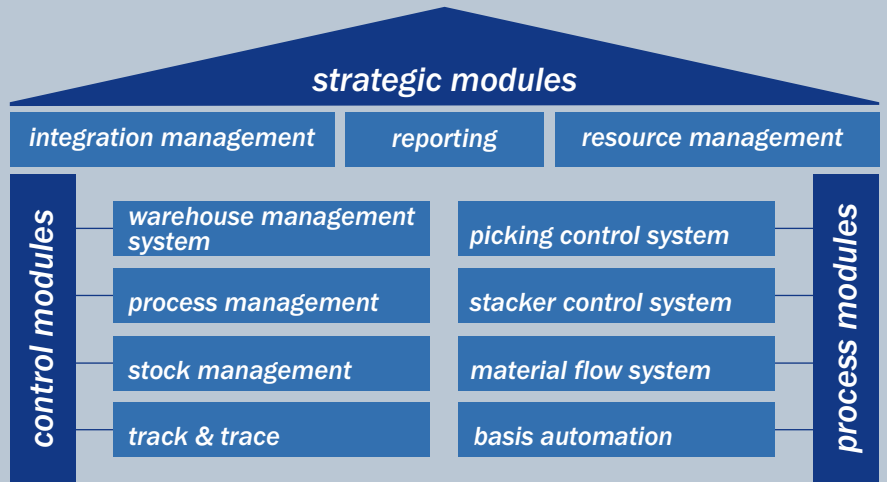 strategic modules
integration management
reporting
resource management
control modules
warehouse management
system
process management
stock management
track & trace
picking control system
stacker control system
material flow system
basis automation
process modules